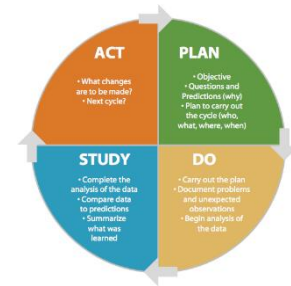 ACT
• What changes
are to be made?
• Next cycle?
PLAN
• Objective
• Questions and
Predictions (why)
• Plan to carry out
the cycle (who,
what, where, when)
STUDY
• Complete the
analysis of the data
• Compare data
to predictions
• Summarize
what was
learned
DO
• Carry out the plan
• Document problems
and unexpected
observations
• Begin analysis of
the data